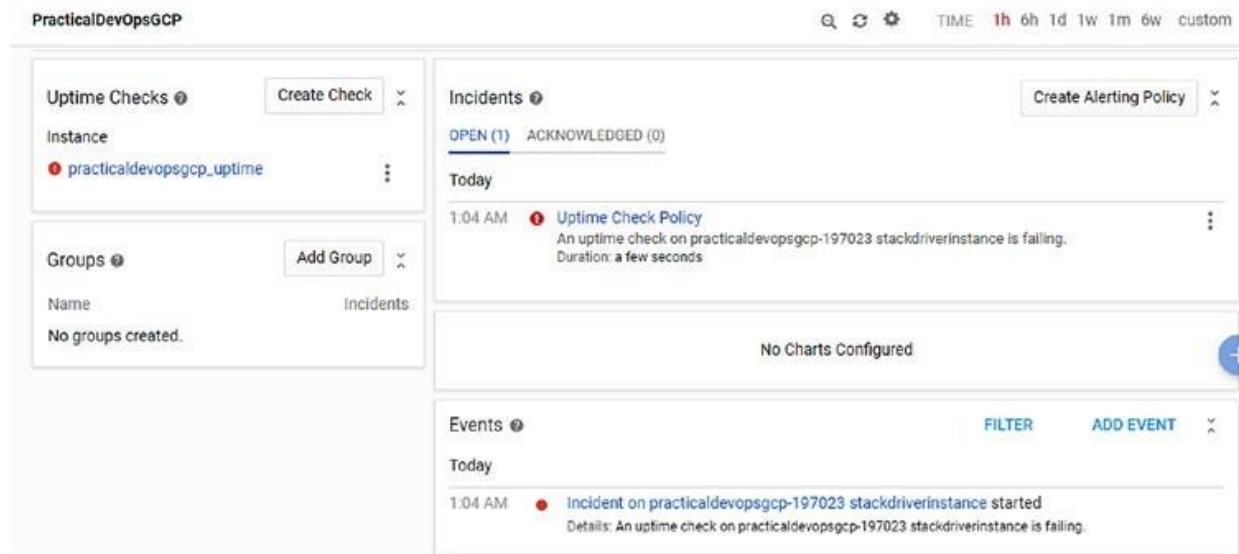 PracticalDevOpsGCP
TIME 1h 6h 1d 1w 1m 6w custom
Uptime Checks
Create Check
Instance
practicaldevopsgcp_uptime
Groups
Add Group
Name Incidents
No groups created.
Incidents
Create Alerting Policy
OPEN (1) ACKNOWLEDGED (0)
Today
1:04 AM Uptime Check Policy
An uptime check on practicaldevopsgcp-197023 stackdriverinstance is failing.
Duration: a few seconds
No Charts Configured
Events
FILTER ADD EVENT
Today
1:04 AM Incident on practicaldevopsgcp-197023 stackdriverinstance started
Details: An uptime check on practicaldevopsgcp-197023 stackdriverinstance is failing.